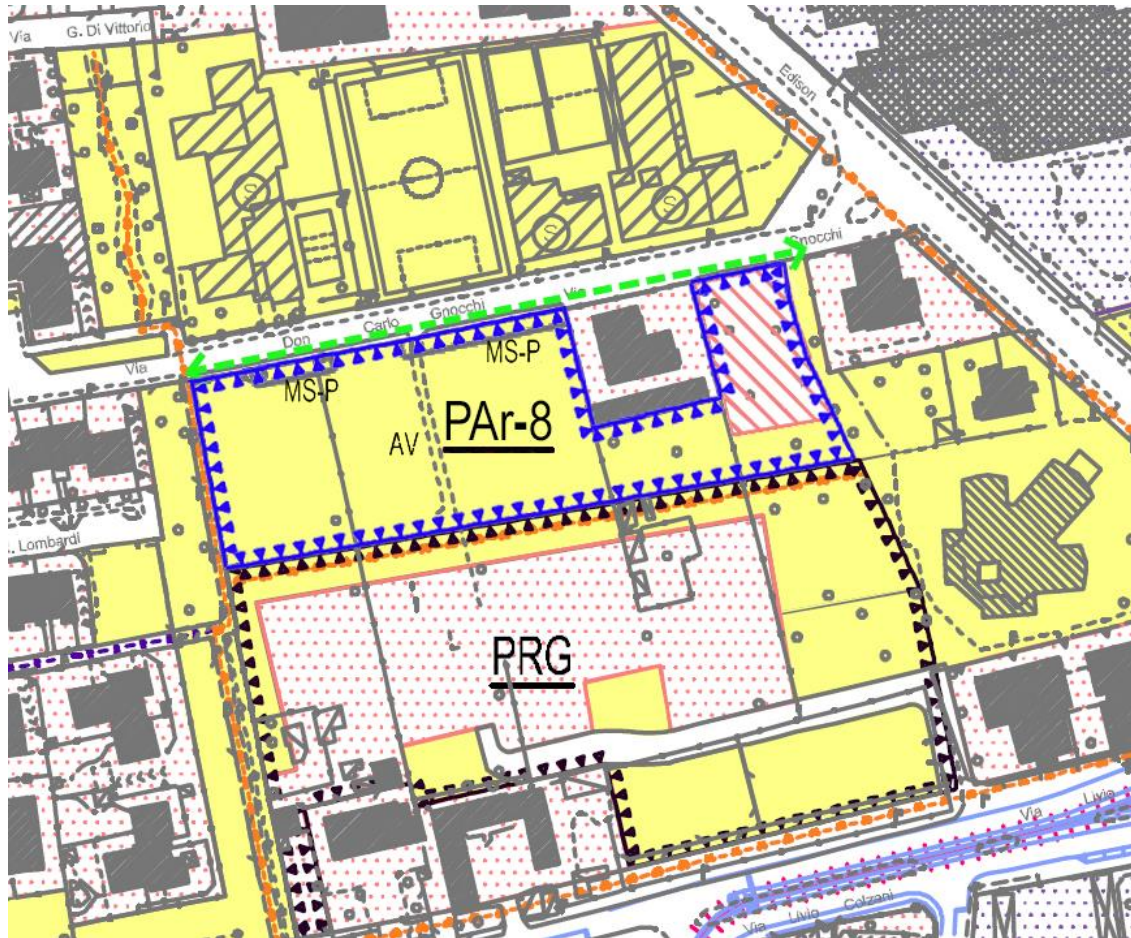 Via G. Di Vittorio
Edison
S
S
S
Gnocchi
Via Don Carlo Gnocchi Via
MS-P
MS-P
AV
PAr-8
Lombardi
PRG
Via Livio
Via Livio Colzani